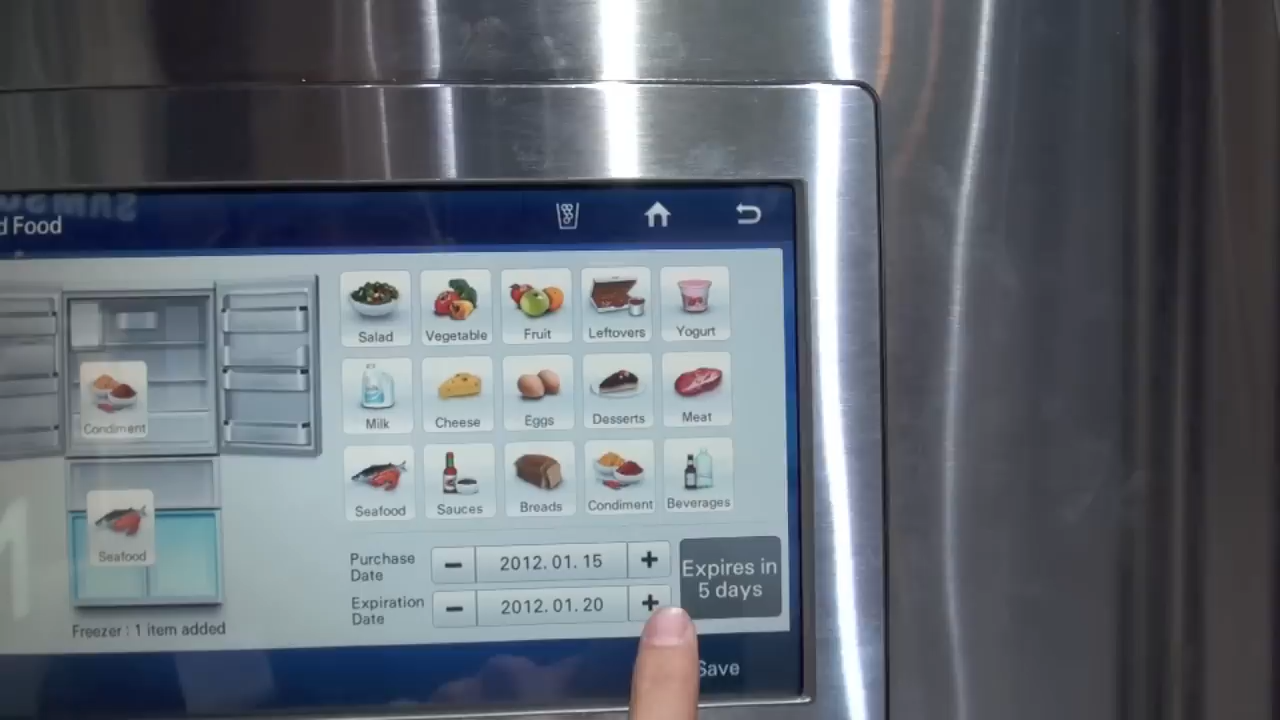 SAMSUNG
d Food
Salad
Vegetable
Fruit
Leftovers
Yogurt
Milk
Cheese
Eggs
Desserts
Meat
Seafood
Sauces
Breads
Condiment
Beverages
Condiment
Seafood
Freezer : 1 item added
Purchase
Date
2012. 01. 15
Expiration
Date
2012. 01. 20
Expires in
5 days
Save